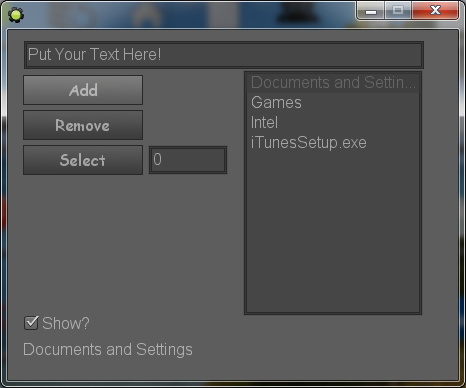 Put Your Text Here!
Add
Remove
Select
0
Documents and Settin...
Games
Intel
iTunesSetup.exe
Show?
Documents and Settings